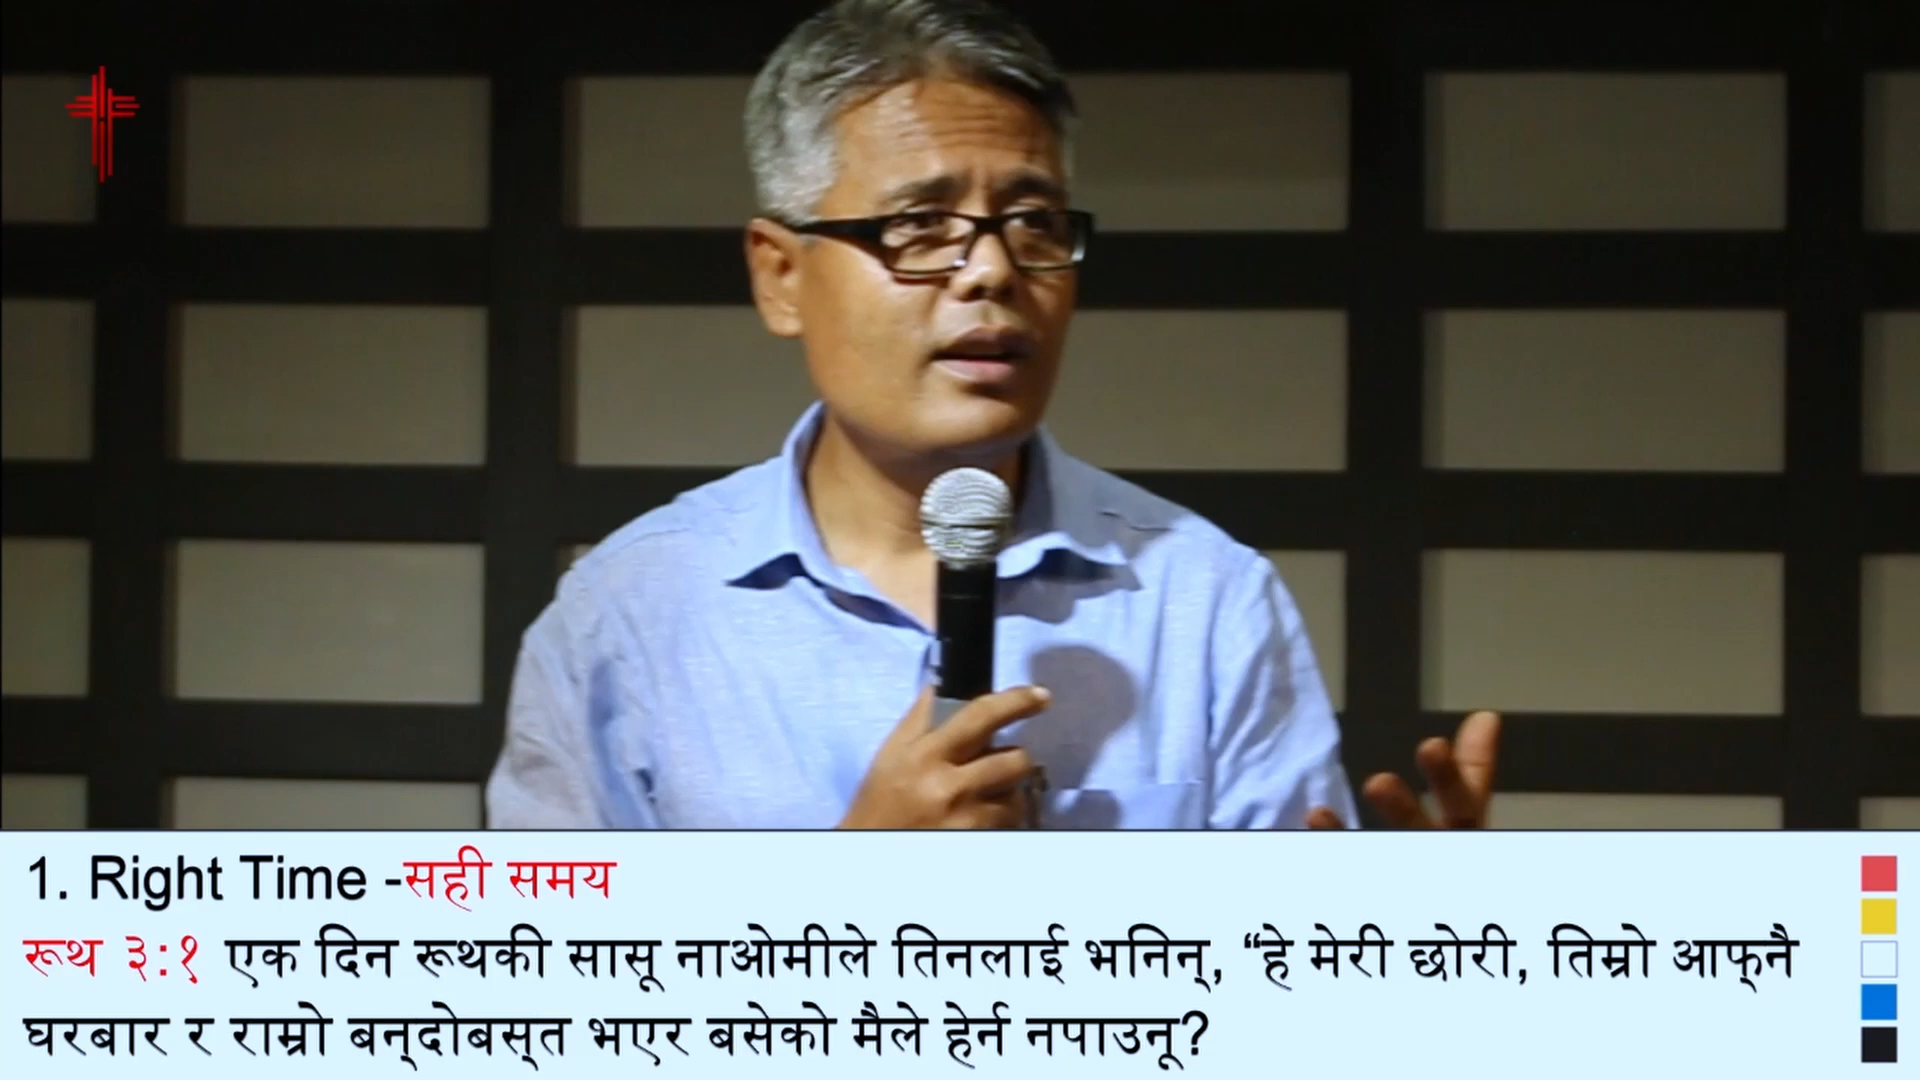 1. Right Time -सही समय
रूथ ३:१ एक दिन रूथकी सासू नाओमीले तिनलाई भनिन्, “हे मेरी छोरी, तिम्रो आफ्‌नै
घरबार र राम्रो बन्‌दोबस्‌त भएर बसेको मैले हेर्न नपाउनू?